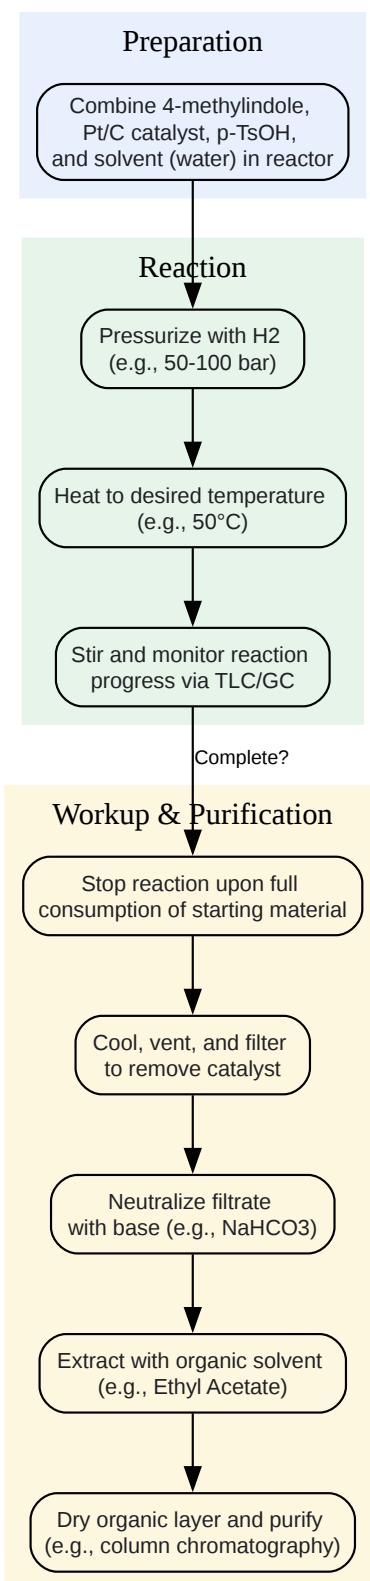 Preparation
Combine 4-methylindole,
Pt/C catalyst, p-TsOH,
and solvent (water) in reactor
Reaction
Pressurize with H2
(e.g., 50-100 bar)
Heat to desired temperature
(e.g., 50°C)
Stir and monitor reaction
progress via TLC/GC
Complete?
Workup & Purification
Stop reaction upon full
consumption of starting material
Cool, vent, and filter
to remove catalyst
Neutralize filtrate
with base (e.g., NaHCO3)
Extract with organic solvent
(e.g., Ethyl Acetate)
Dry organic layer and purify
(e.g., column chromatography)